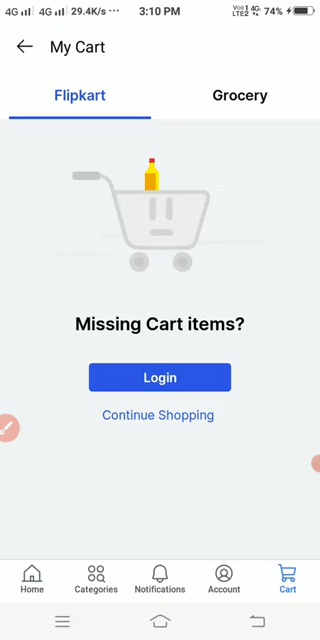 4G 4G 29.4K/s ··· 3:10 PM Vo) 1 LTE2 4G 74%
My Cart
Flipkart Grocery
Missing Cart items?
Login
Continue Shopping
Home Categories Notifications Account Cart